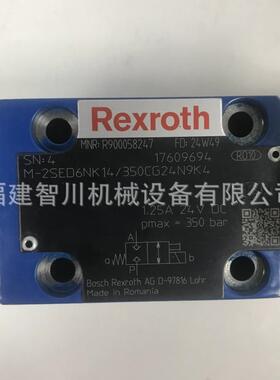 Rexroth
MNR: R900058247 FD: 24W49
SN: 4 17609694 RQ10
M-2SED6NK14/350CG24N9K4
福建智川机械设备有限公司
1.25A 24V DC
pmax = 350 bar
A
a
P
Bosch Rexroth AG D-97816 Lohr
Made in Romania